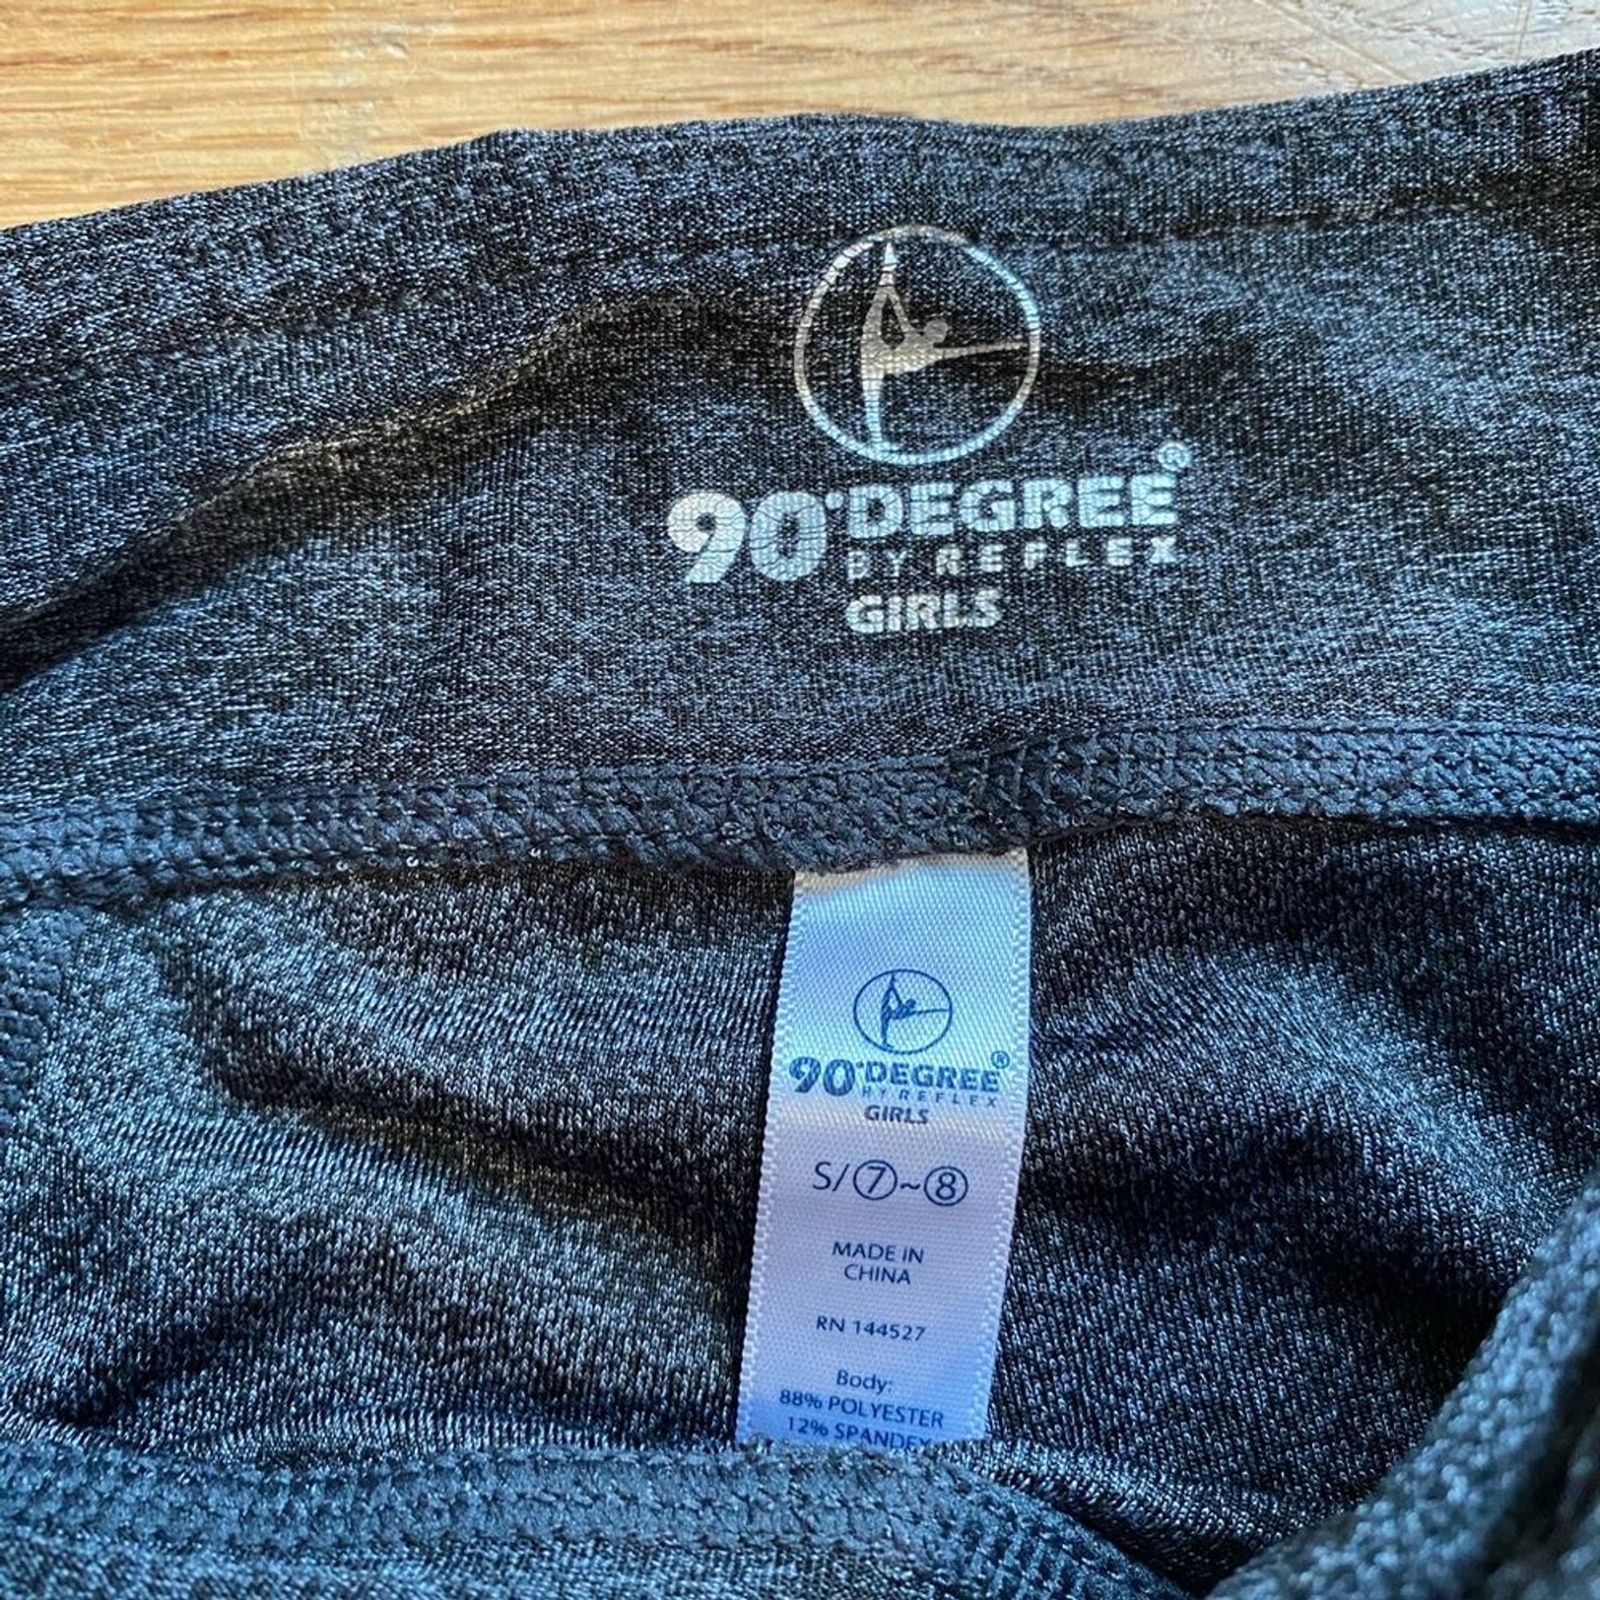 90°DEGREE®
BY REFLEX
GIRLS
90°DEGREE®
BY REFLEX
GIRLS
S/⑦~⑧
MADE IN
CHINA
RN 144527
Body:
88% POLYESTER
12% SPANDEX